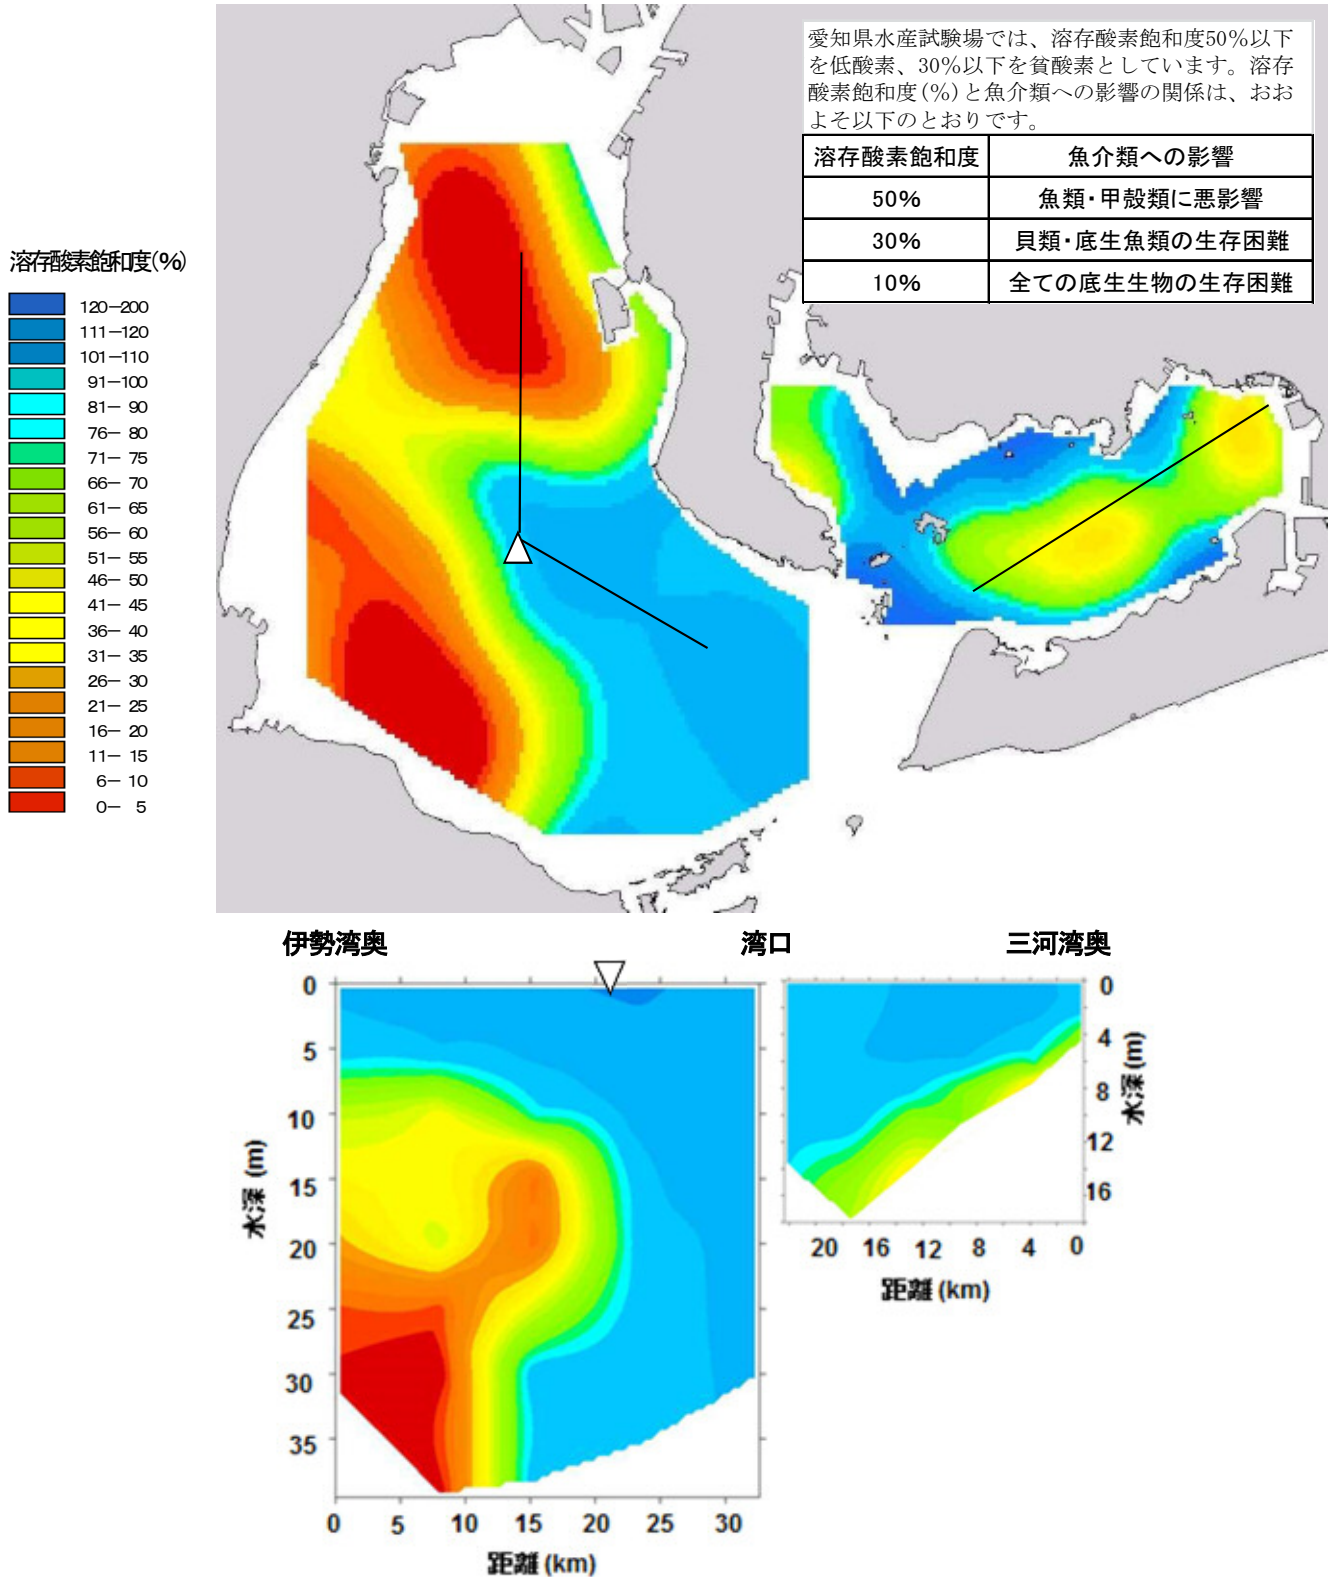 愛知県水産試験場では、溶存酸素飽和度50%以下
を低酸素、30%以下を貧酸素としています。溶存
酸素飽和度(%)と魚介類への影響の関係は、おお
よそ以下のとおりです。
溶存酸素飽和度 魚介類への影響
50% 魚類・甲殻類に悪影響
30% 貝類・底生魚類の生存困難
10% 全ての底生生物の生存困難
溶存酸素飽和度(%)
120-200
111-120
101-110
91-100
81-90
76-80
71-75
66-70
61-65
56-60
51-55
46-50
41-45
36-40
31-35
26-30
21-25
16-20
11-15
6-10
0-5
伊勢湾奥 湾口 三河湾奥
0
5
10
15
20
25
30
35
水深 (m)
0 5 10 15 20 25 30
距離 (km)
0
4
8
12
16
水深 (m)
20 16 12 8 4 0
距離 (km)